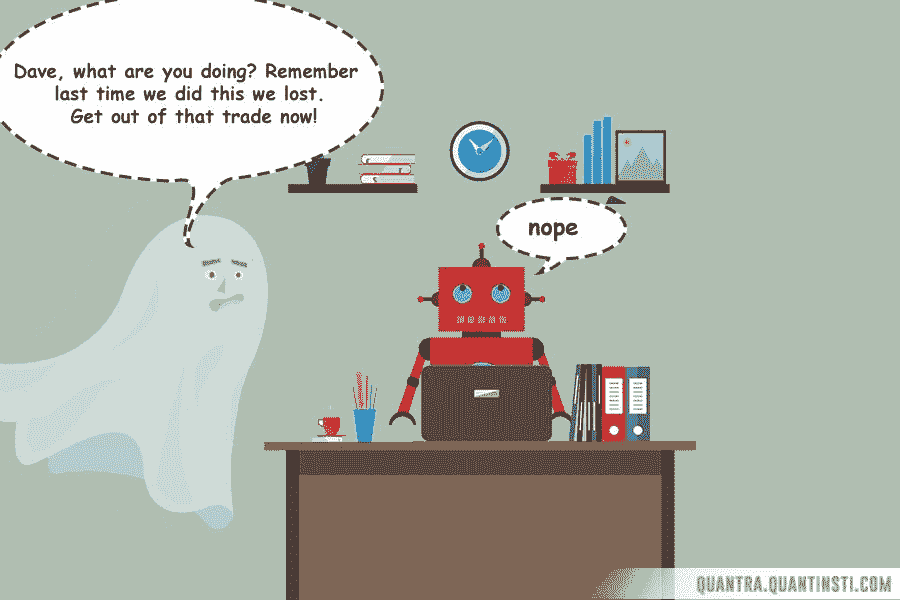 Dave, what are you doing? Remember
last time we did this we lost.
Get out of that trade now!
nope
QUANTRA.QUANTINSTI.COM